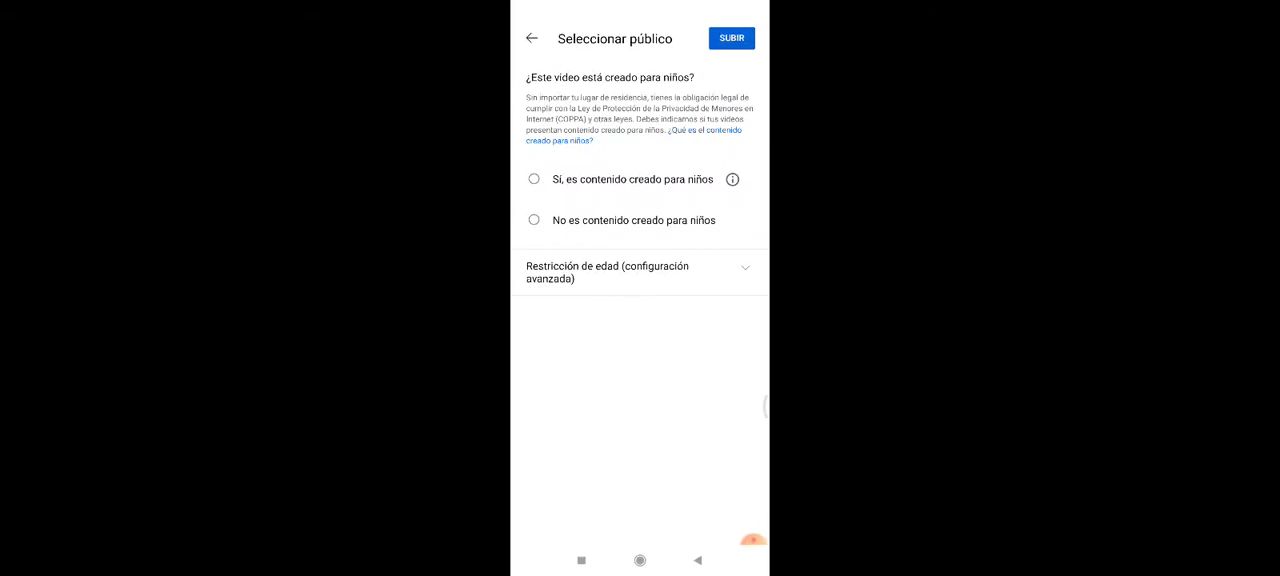 Seleccionar público
SUBIR
¿Este video está creado para niños?
Sin importar tu lugar de residencia, tienes la obligación legal de
cumplir con la Ley de Protección de la Privacidad de Menores en
Internet (COPPA) y otras leyes. Debes indicarnos si tus videos
presentan contenido creado para niños. ¿Qué es el contenido
creado para niños?
Sí, es contenido creado para niños
No es contenido creado para niños
Restricción de edad (configuración
avanzada)